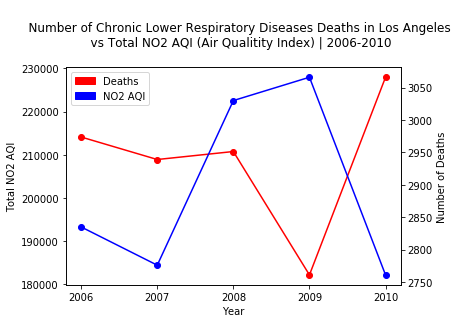 Number of Chronic Lower Respiratory Diseases Deaths in Los Angeles
vs Total NO2 AQI (Air Qualitity Index) | 2006-2010
Deaths
NO2 AQI
Total NO2 AQI
230000
220000
210000
200000
190000
180000
2006
2007
2008
2009
2010
Year
3050
3000
2950
2900
2850
2800
2750
Number of Deaths